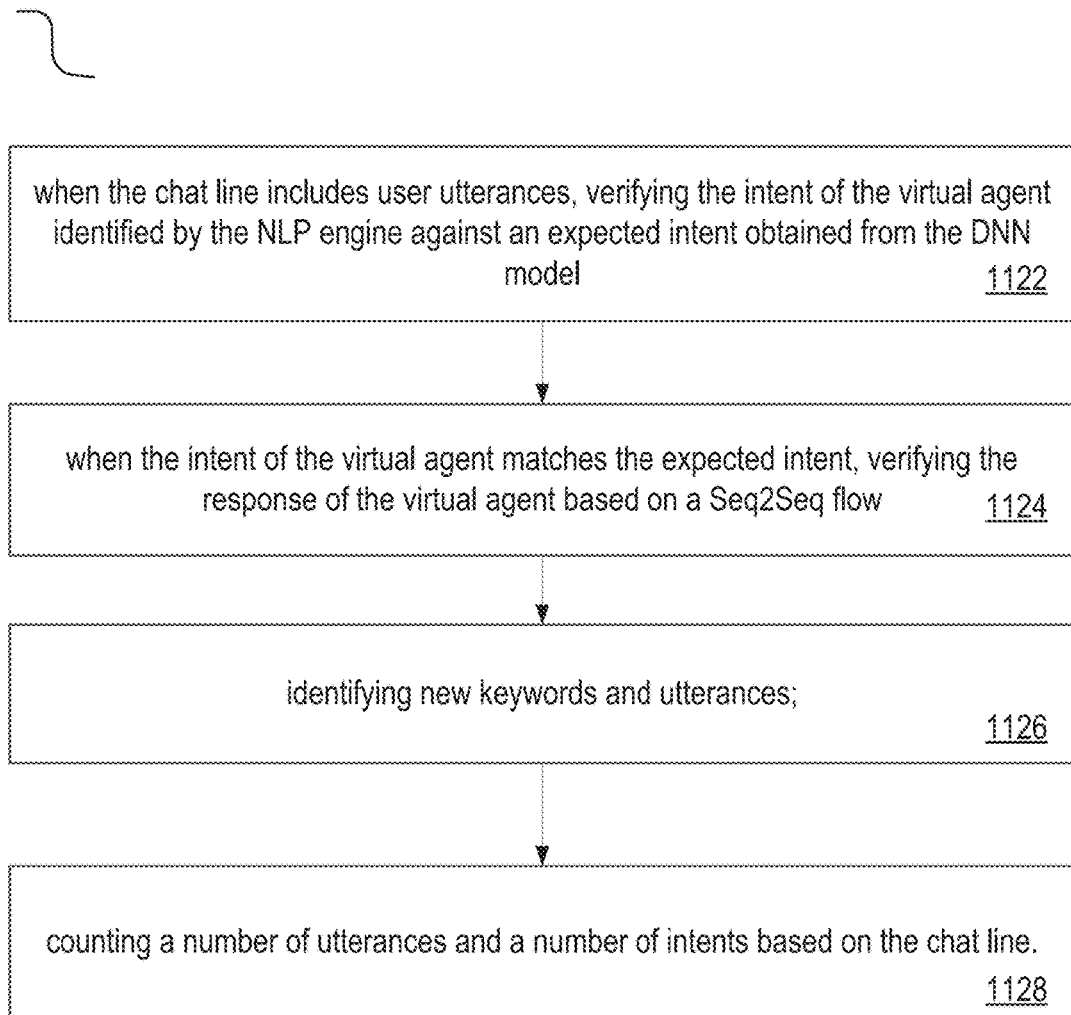 when the chat line includes user utterances, verifying the intent of the virtual agent
identified by the NLP engine against an expected intent obtained from the DNN
model
1122
when the intent of the virtual agent matches the expected intent, verifying the
response of the virtual agent based on a Seq2Seq flow
1124
identifying new keywords and utterances;
1126
counting a number of utterances and a number of intents based on the chat line.
1128